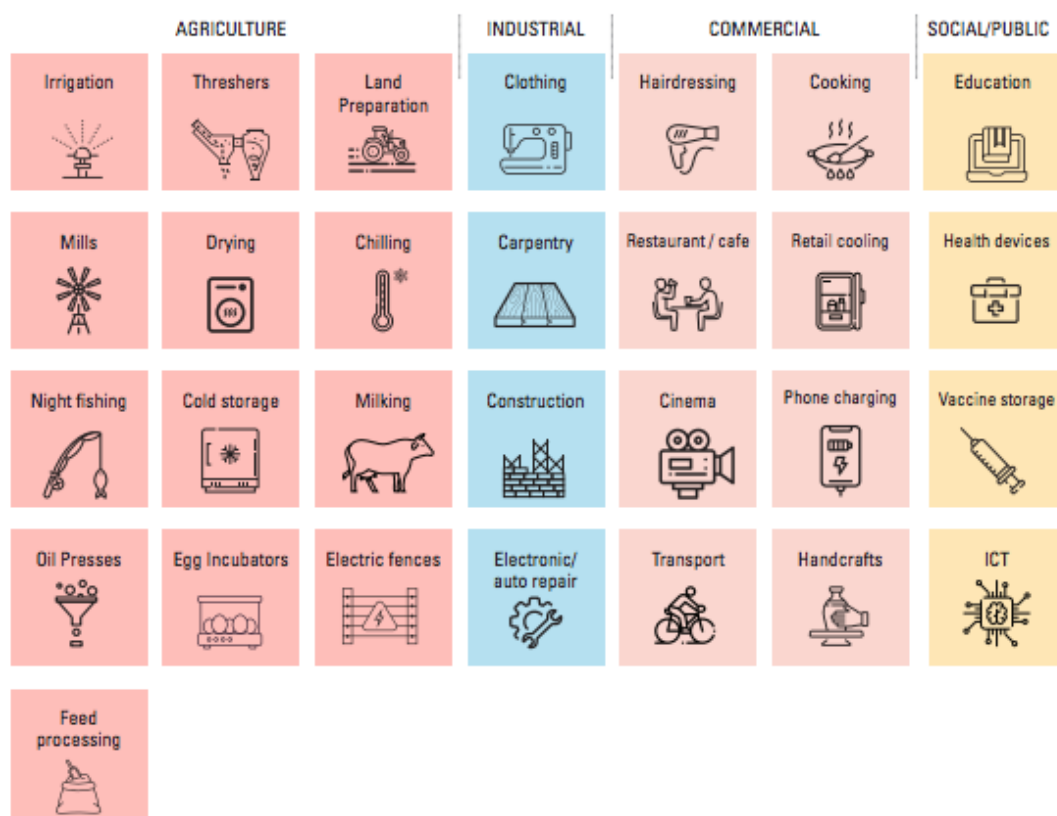 AGRICULTURE
INDUSTRIAL
COMMERCIAL
SOCIAL/PUBLIC
Irrigation
Threshers
Land
Preparation
Clothing
Hairdressing
Cooking
Education
Mills
Drying
Chilling
Carpentry
Restaurant / cafe
Retail cooling
Health devices
Night fishing
Cold storage
Milking
Construction
Cinema
Phone charging
Vaccine storage
Oil Presses
Egg Incubators
Electric fences
Electronic/
auto repair
Transport
Handcrafts
ICT
Feed
processing